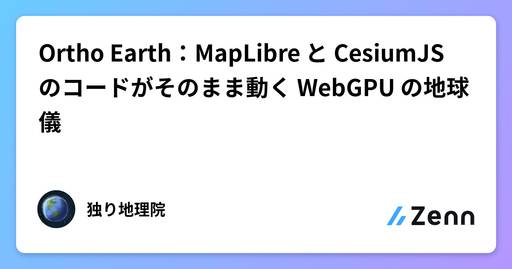 Ortho Earth：MapLibre と CesiumJS
のコードがそのまま動く WebGPU の地球
儀
独り地理院
Zenn